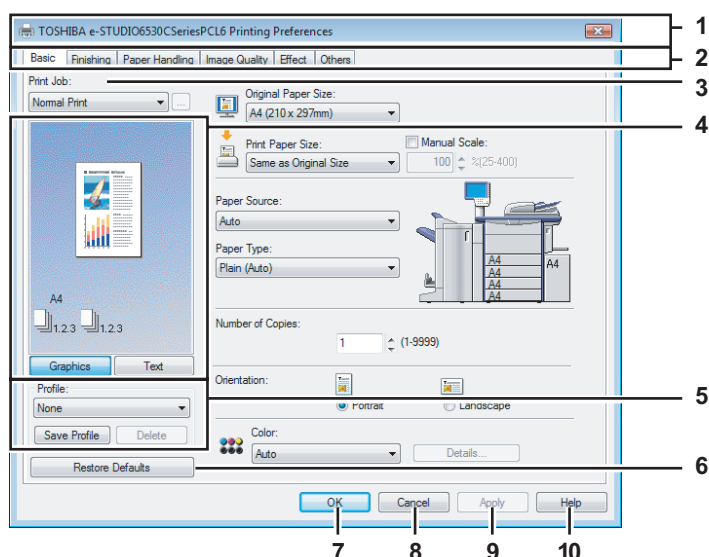 TOSHIBA e-STUDIO6530CSeriesPCL6 Printing Preferences
1
Basic Finishing Paper Handling Image Quality Effect Others
2
Print Job:
3
Normal Print ...
Original Paper Size:
A4 (210 x 297mm)
4
Print Paper Size:
Manual Scale:
Same as Original Size
100 %(25-400)
Paper Source:
Auto
Paper Type:
Plain (Auto)
A4
A4
A4
A4
A4
A4
1.2.3 1.2.3
Number of Copies:
1 (1-9999)
Graphics Text
Orientation:
Portrait Landscape
Profile:
5
None
Save Profile Delete
Color:
Auto Details...
Restore Defaults
6
OK Cancel Apply Help
7 8 9 10